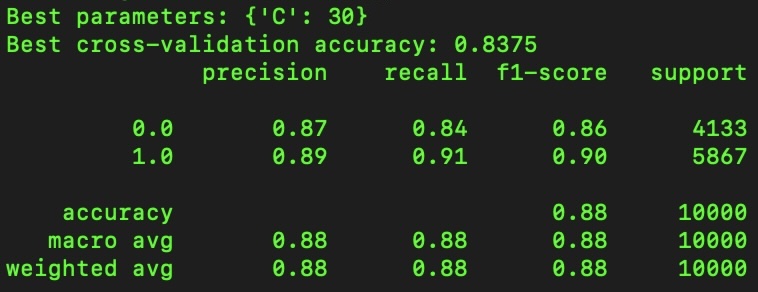 Best parameters: {'C': 30}
Best cross-validation accuracy: 0.8375
precision recall f1-score support
0.0 0.87 0.84 0.86 4133
1.0 0.89 0.91 0.90 5867
accuracy 0.88 10000
macro avg 0.88 0.88 0.88 10000
weighted avg 0.88 0.88 0.88 10000